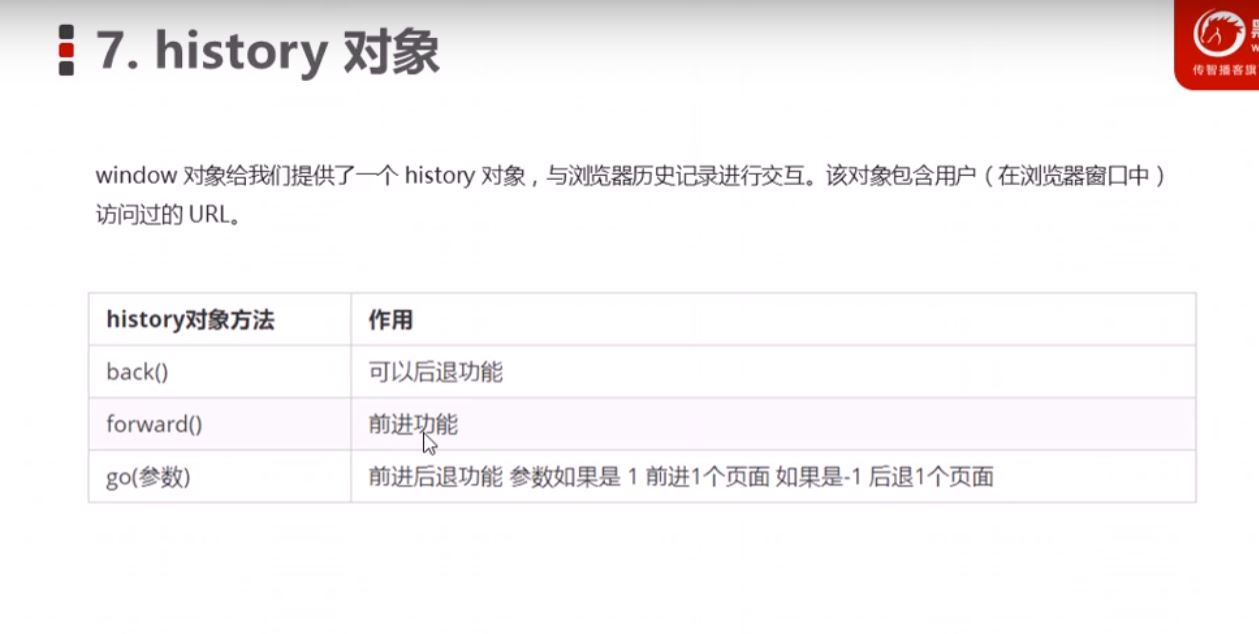 7. history 对象
传智播客旗
window 对象给我们提供了一个 history 对象，与浏览器历史记录进行交互。该对象包含用户（在浏览器窗口中）
访问过的 URL。
history对象方法 作用
back() 可以后退功能
forward() 前进功能
go(参数) 前进后退功能 参数如果是 1 前进1个页面 如果是-1 后退1个页面